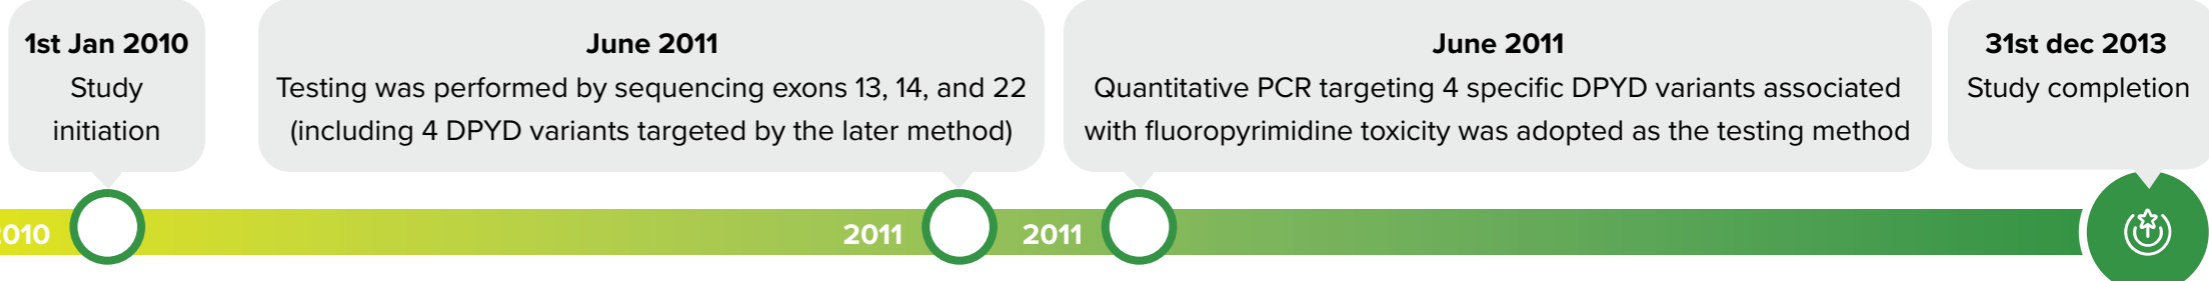 1st Jan 2010
Study
initiation
June 2011
Testing was performed by sequencing exons 13, 14, and 22
(including 4 DPYD variants targeted by the later method)
June 2011
Quantitative PCR targeting 4 specific DPYD variants associated
with fluoropyrimidine toxicity was adopted as the testing method
31st dec 2013
Study completion
2010
2011
2011